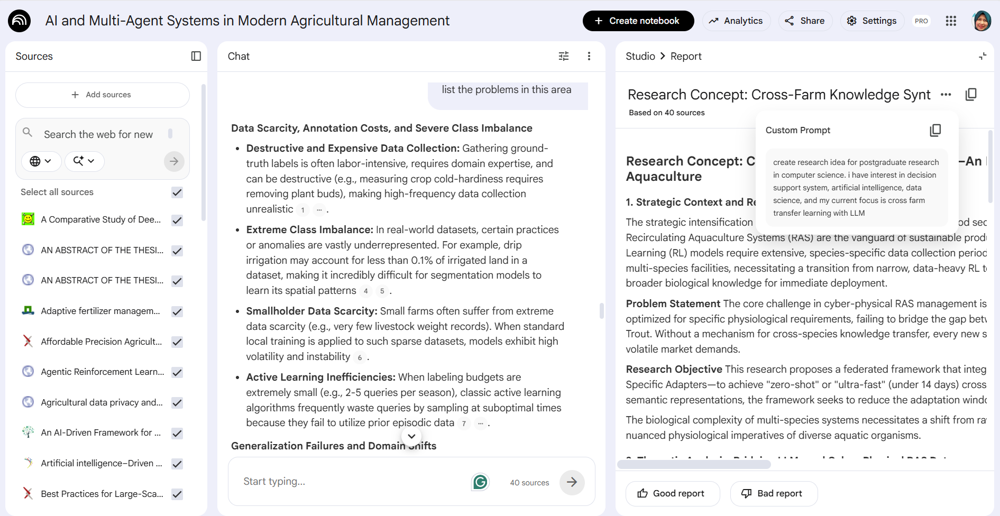 AI and Multi-Agent Systems in Modern Agricultural Management
Create notebook
Analytics
Share
Settings
PRO
Sources
Add sources
Search the web for new
Select all sources
A Comparative Study of Dee...
AN ABSTRACT OF THE THESI...
AN ABSTRACT OF THE THESI...
Adaptive fertilizer managem...
Affordable Precision Agricult...
Agentic Reinforcement Learn...
Agricultural data privacy and...
An AI-Driven Framework for ...
Artificial intelligence–Driven ...
Best Practices for Large-Sca...
Chat
list the problems in this area
Data Scarcity, Annotation Costs, and Severe Class Imbalance
• Destructive and Expensive Data Collection: Gathering ground-
truth labels is often labor-intensive, requires domain expertise, and
can be destructive (e.g., measuring crop cold-hardiness requires
removing plant buds), making high-frequency data collection
unrealistic 1 ... .
• Extreme Class Imbalance: In real-world datasets, certain practices
or anomalies are vastly underrepresented. For example, drip
irrigation may account for less than 0.1% of irrigated land in a
dataset, making it incredibly difficult for segmentation models to
learn its spatial patterns 4 5 .
• Smallholder Data Scarcity: Small farms often suffer from extreme
data scarcity (e.g., very few livestock weight records). When standard
local training is applied to such sparse datasets, models exhibit high
volatility and instability 6 .
• Active Learning Inefficiencies: When labeling budgets are
extremely small (e.g., 2-5 queries per season), classic active learning
algorithms frequently waste queries by sampling at suboptimal times
because they fail to utilize prior episodic data 7 ... .
Generalization Failures and Domain Shifts
Start typing...
40 sources
Studio > Report
Research Concept: Cross-Farm Knowledge Synt
Based on 40 sources
Custom Prompt
create research idea for postgraduate research
in computer science. i have interest in decision
support system, artificial intelligence, data
science, and my current focus is cross farm
transfer learning with LLM
Research Concept: C –An
Aquaculture
1. Strategic Context and Re
The strategic intensification od sec
Recirculating Aquaculture Systems (RAS) are the vanguard of sustainable produ
Learning (RL) models require extensive, species-specific data collection period
multi-species facilities, necessitating a transition from narrow, data-heavy RL t
broader biological knowledge for immediate deployment.
Problem Statement The core challenge in cyber-physical RAS management is
optimized for specific physiological requirements, failing to bridge the gap betw
Trout. Without a mechanism for cross-species knowledge transfer, every new s
volatile market demands.
Research Objective This research proposes a federated framework that integ
Specific Adapters—to achieve "zero-shot" or "ultra-fast" (under 14 days) cross
semantic representations, the framework seeks to reduce the adaptation windo
The biological complexity of multi-species systems necessitates a shift from ra
nuanced physiological imperatives of diverse aquatic organisms.
Good report
Bad report